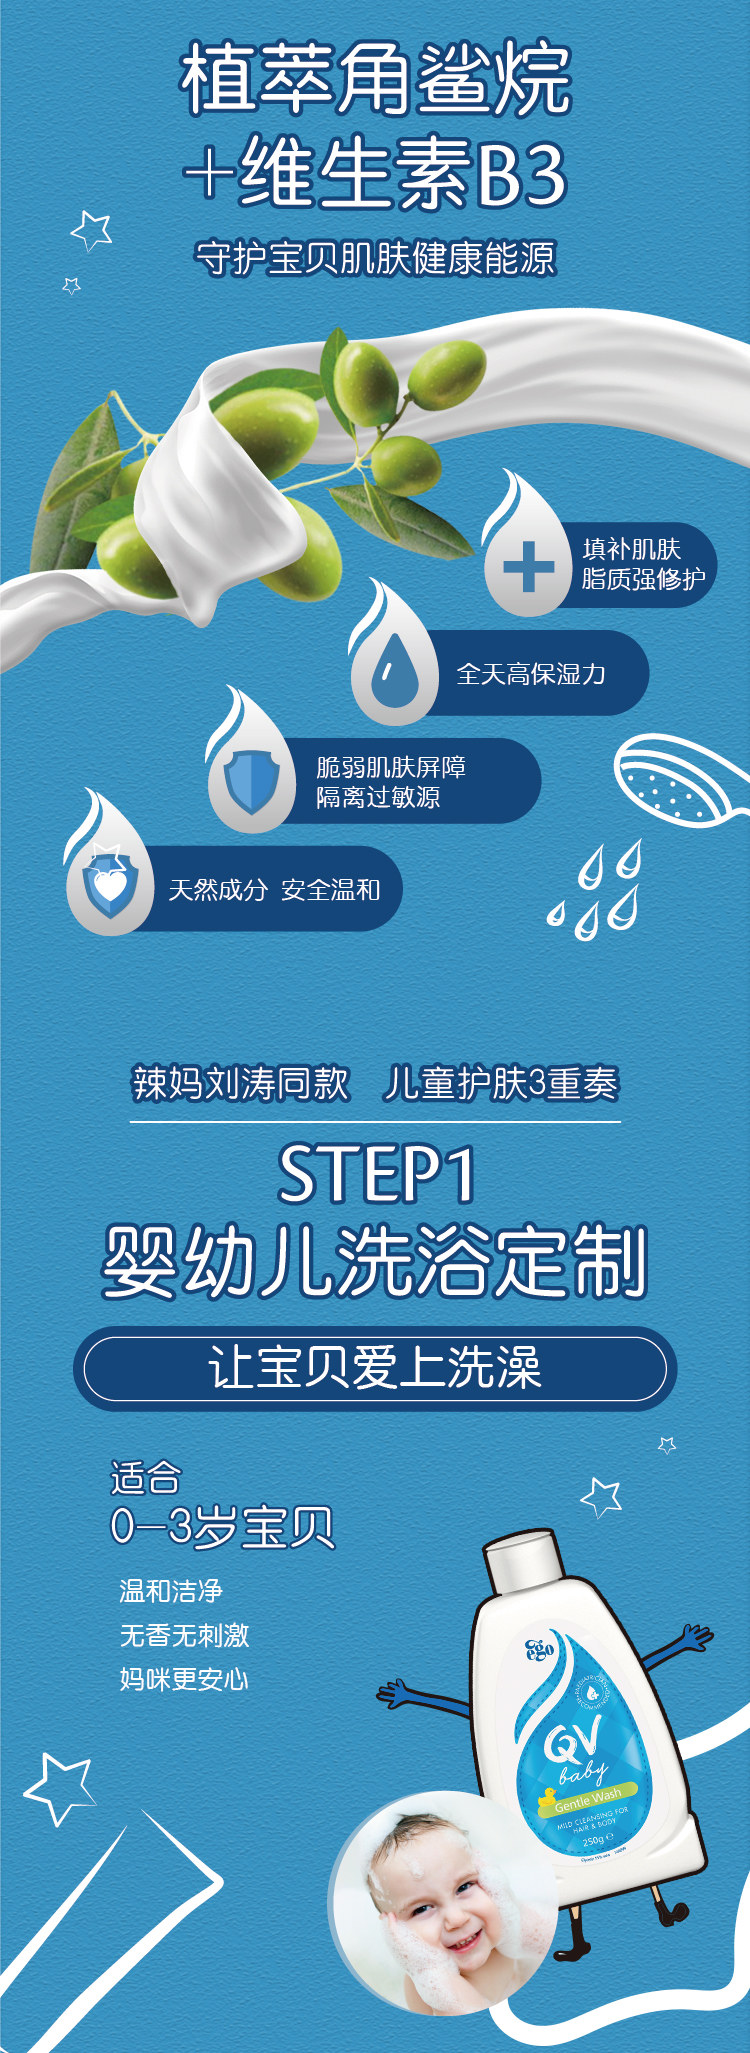 植萃角鲨烷
+维生素B3
守护宝贝肌肤健康能源
填补肌肤
脂质强修护
全天高保湿力
脆弱肌肤屏障
隔离过敏源
天然成分 安全温和
辣妈刘涛同款 儿童护肤3重奏
STEP1
婴幼儿洗浴定制
让宝贝爱上洗澡
适合
0-3岁宝贝
温和洁净
无香无刺激
妈咪更安心
ego
QV
baby
Gentle Wash
MILD CLEANSING FOR
HAIR & BODY
250g ℮